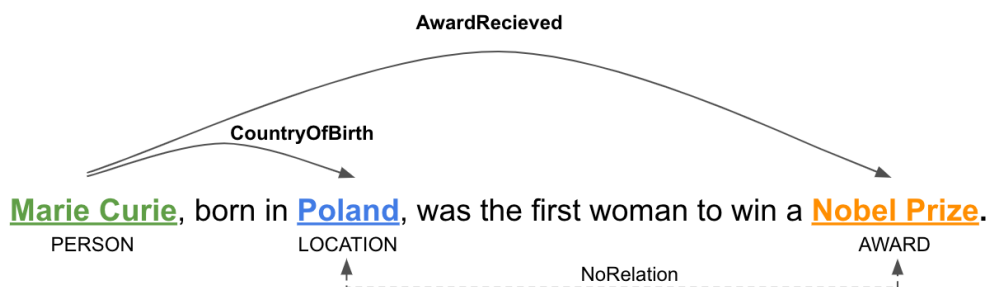 AwardRecieved
CountryOfBirth
Marie Curie, born in Poland, was the first woman to win a Nobel Prize.
PERSON LOCATION AWARD
NoRelation